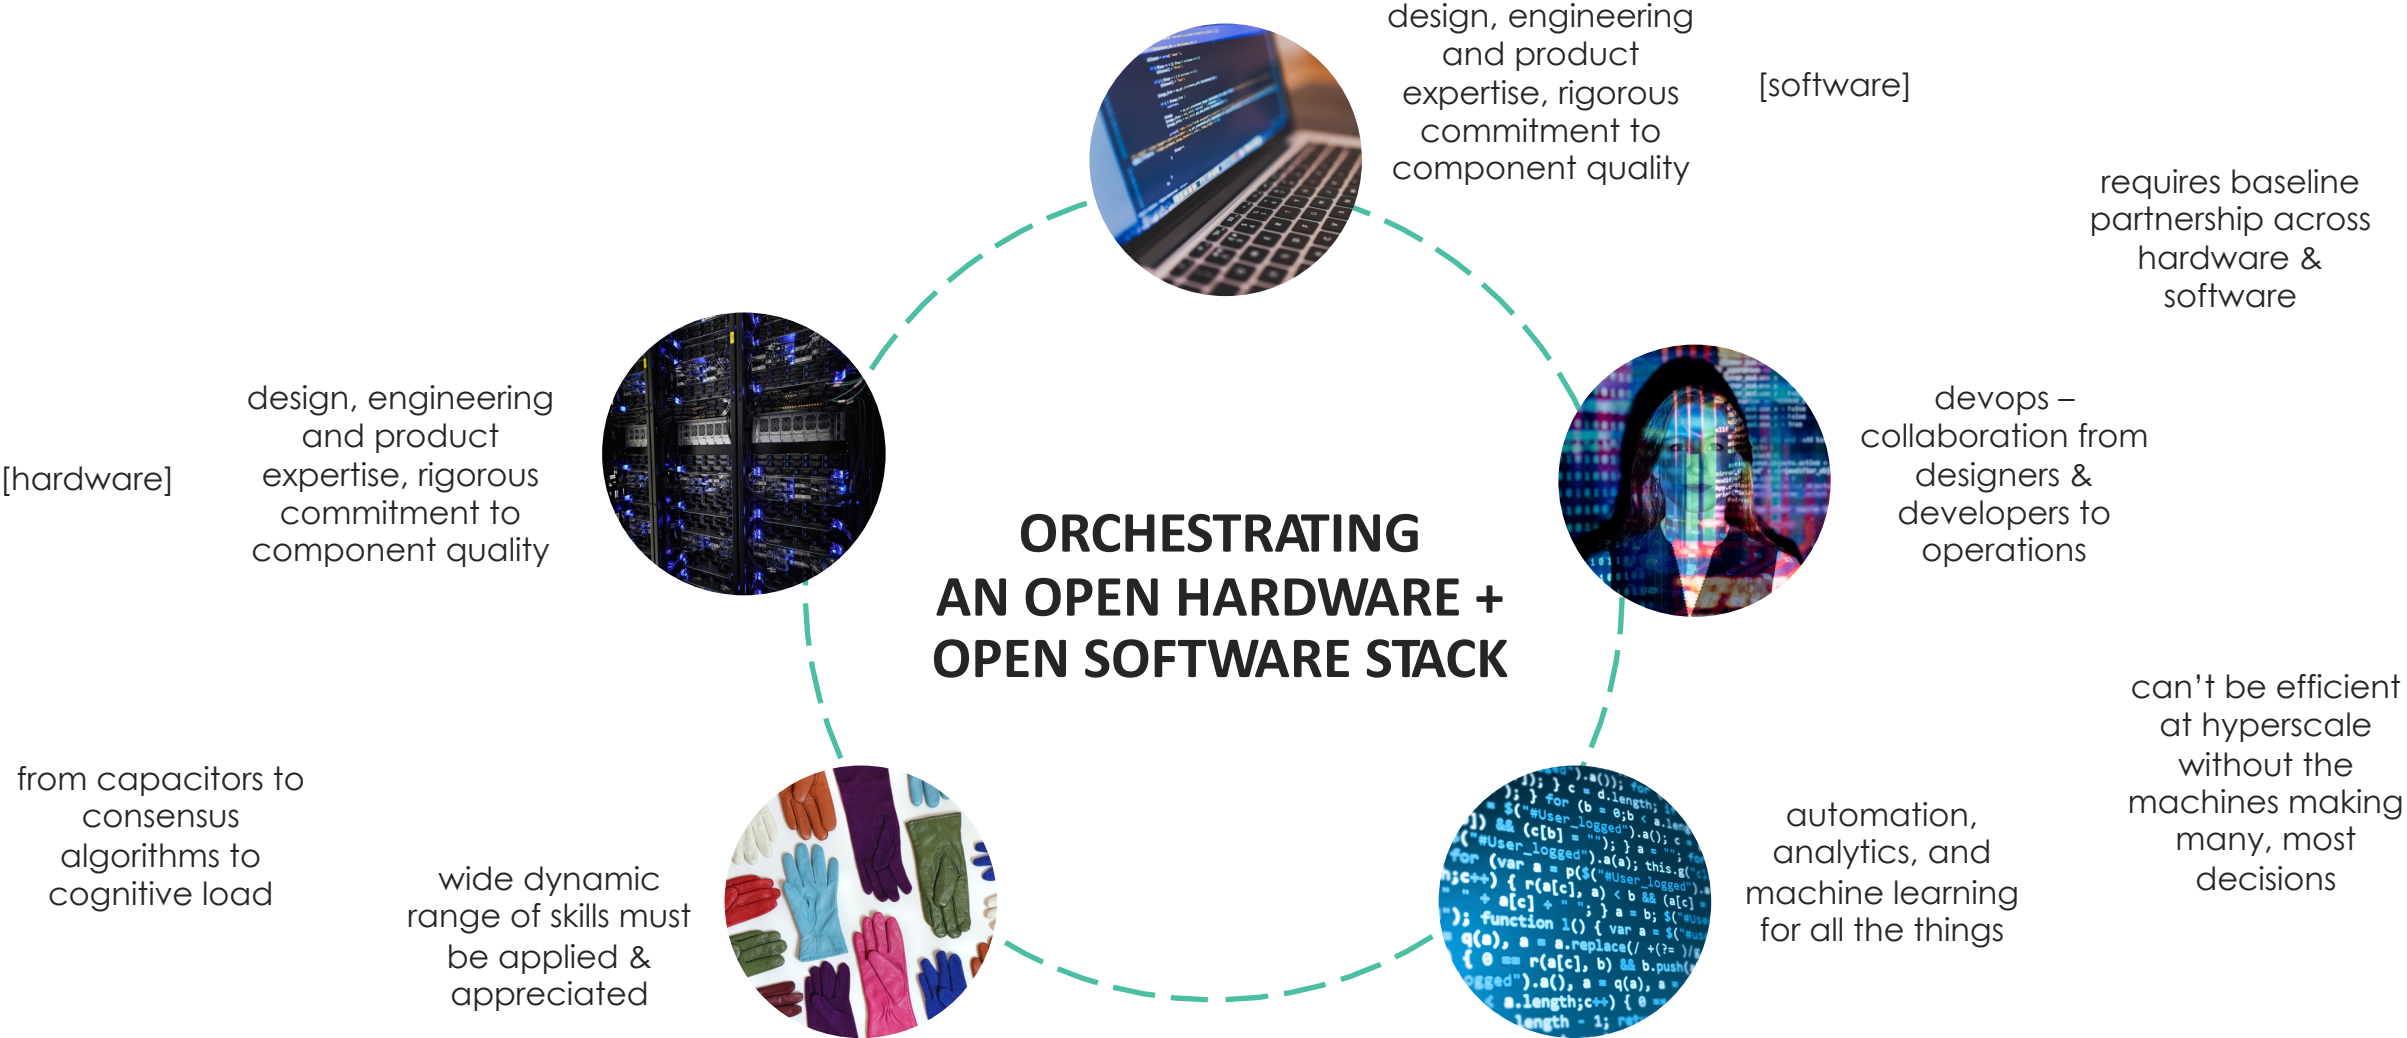 design, engineering
and product
expertise, rigorous
commitment to
component quality
[software]
requires baseline
partnership across
hardware &
software
devops –
collaboration from
designers &
developers to
operations
[hardware]
design, engineering
and product
expertise, rigorous
commitment to
component quality
ORCHESTRATING
AN OPEN HARDWARE +
OPEN SOFTWARE STACK
can’t be efficient
at hyperscale
without the
machines making
many, most
decisions
automation,
analytics, and
machine learning
for all the things
from capacitors to
consensus
algorithms to
cognitive load
wide dynamic
range of skills must
be applied &
appreciated